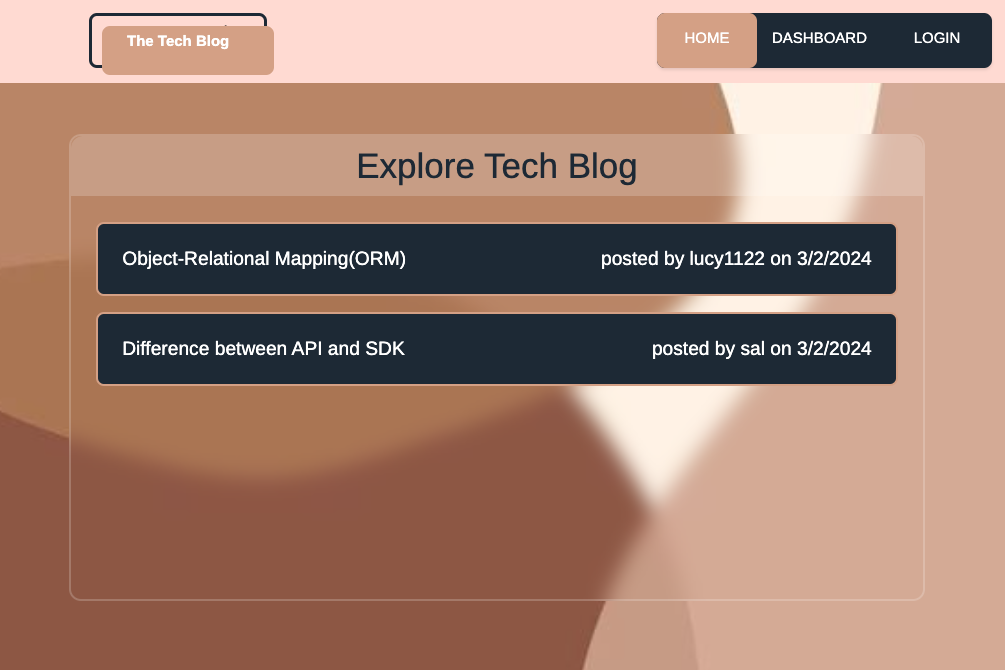 The Tech Blog
HOME DASHBOARD LOGIN
Explore Tech Blog
Object-Relational Mapping(ORM) posted by lucy1122 on 3/2/2024
Difference between API and SDK posted by sal on 3/2/2024